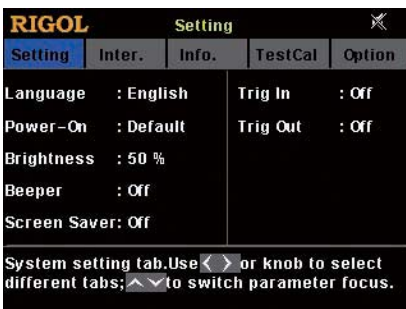 RIGOL Setting
Setting Inter. Info. TestCal Option
Language : English Trig In : Off
Power-On : Default Trig Out : Off
Brightness : 50 %
Beeper : Off
Screen Saver: Off
System setting tab.Use < > or knob to select
different tabs; to switch parameter focus.